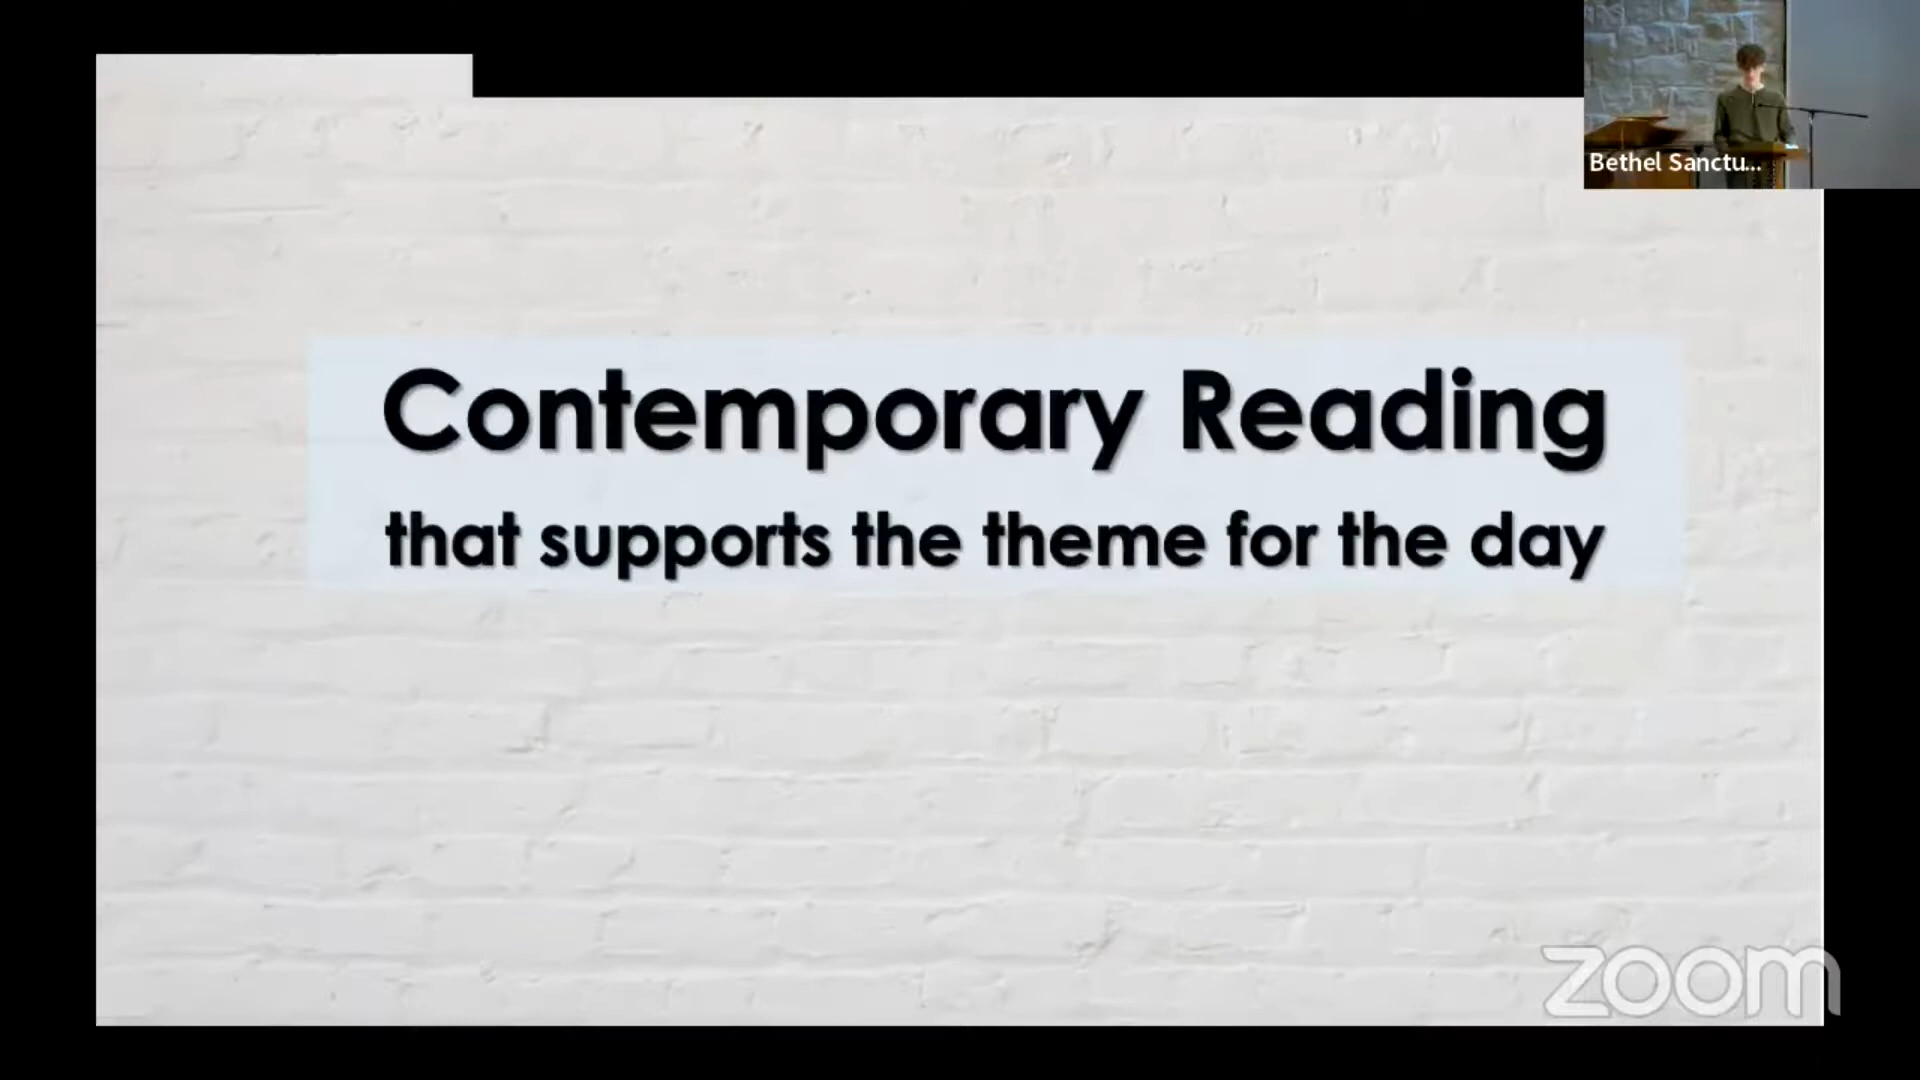 Bethel Sanctu...
Contemporary Reading
that supports the theme for the day
zoom